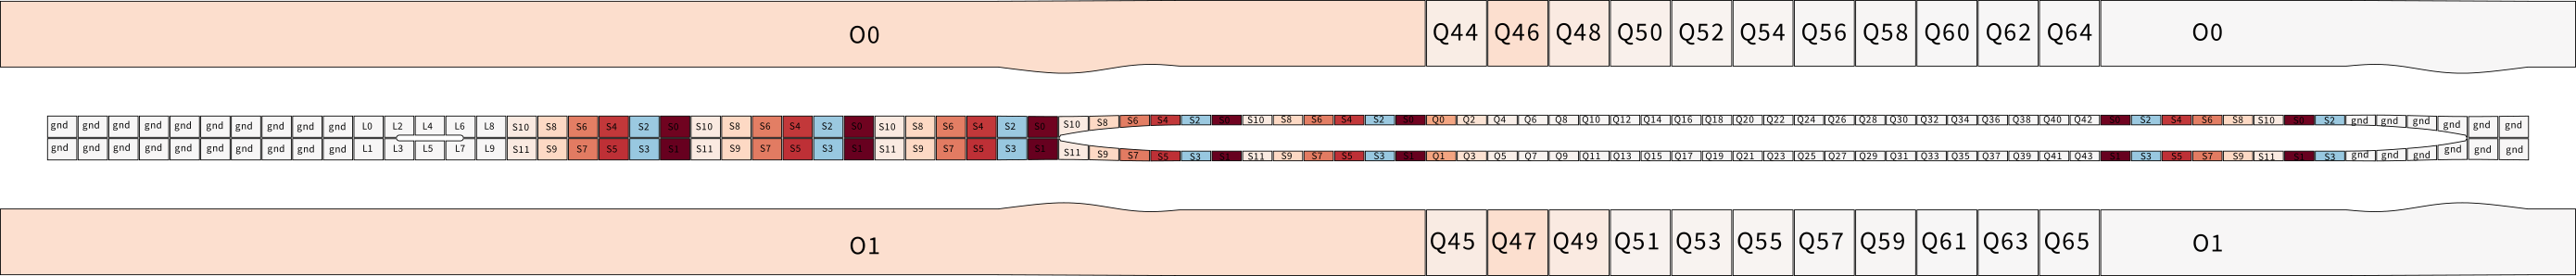 O0 Q44 Q46 Q48 Q50 Q52 Q54 Q56 Q58 Q60 Q62 Q64 O0
gnd gnd gnd gnd gnd gnd gnd gnd gnd gnd L0 L2 L4 L6 L8 S10 S8 S6 S4 S2 S0 S10 S8 S6 S4 S2 S0 S10 S8 S6 S4 S2 S0 S10 S8 S6 S4 S2 S0 S10 S8 S6 S4 S2 S0 Q0 Q2 Q4 Q6 Q8 Q10 Q12 Q14 Q16 Q18 Q20 Q22 Q24 Q26 Q28 Q30 Q32 Q34 Q36 Q38 Q40 Q42 S0 S2 S4 S6 S8 S10 S0 S2 gnd gnd gnd gnd gnd gnd
gnd gnd gnd gnd gnd gnd gnd gnd gnd gnd L1 L3 L5 L7 L9 S11 S9 S7 S5 S3 S1 S11 S9 S7 S5 S3 S1 S11 S9 S7 S5 S3 S1 S11 S9 S7 S5 S3 S1 S11 S9 S7 S5 S3 S1 Q1 Q3 Q5 Q7 Q9 Q11 Q13 Q15 Q17 Q19 Q21 Q23 Q25 Q27 Q29 Q31 Q33 Q35 Q37 Q39 Q41 Q43 S1 S3 S5 S7 S9 S11 S1 S3 gnd gnd gnd gnd gnd gnd
O1 Q45 Q47 Q49 Q51 Q53 Q55 Q57 Q59 Q61 Q63 Q65 O1